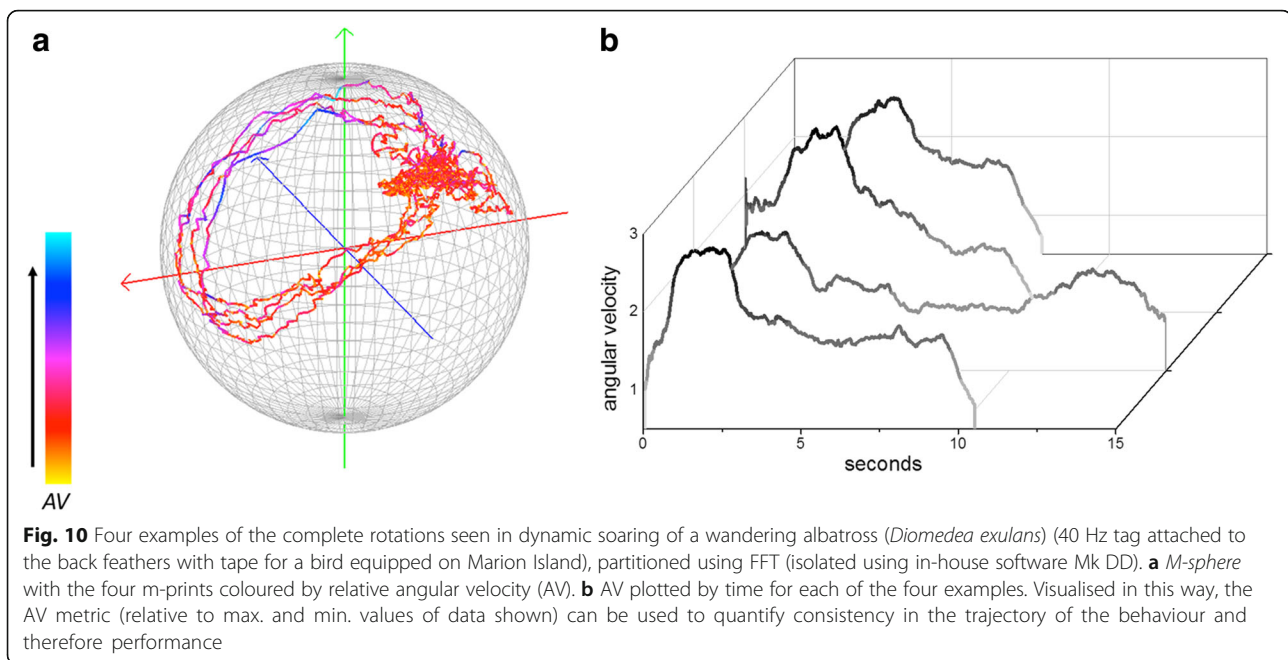 a
b
AV
3
2
1
angular velocity
0
5
10
15
seconds
Fig. 10 Four examples of the complete rotations seen in dynamic soaring of a wandering albatross (Diomedea exulans) (40 Hz tag attached to
the back feathers with tape for a bird equipped on Marion Island), partitioned using FFT (isolated using in-house software Mk DD). a M-sphere
with the four m-prints coloured by relative angular velocity (AV). b AV plotted by time for each of the four examples. Visualised in this way, the
AV metric (relative to max. and min. values of data shown) can be used to quantify consistency in the trajectory of the behaviour and
therefore performance